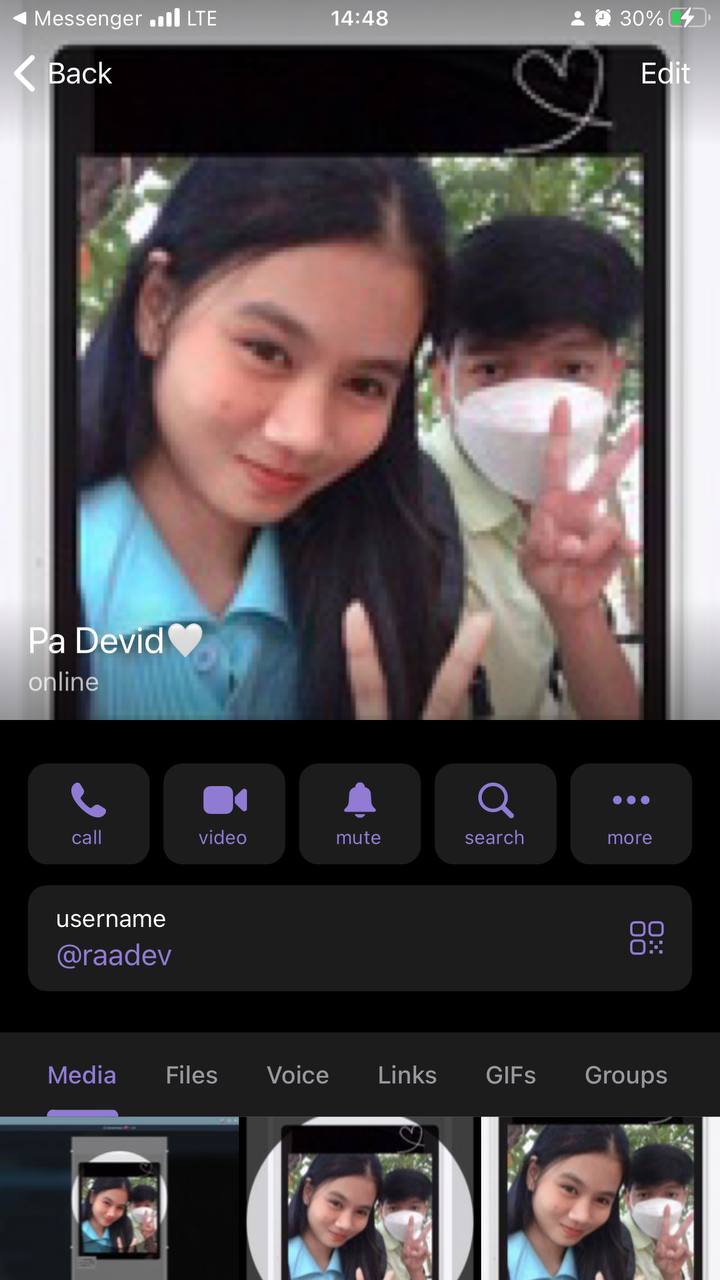 Messenger LTE 14:48 30%
Back Edit
Pa Devid🤍
online
call video mute search more
username
@raadev
Media Files Voice Links GIFs Groups